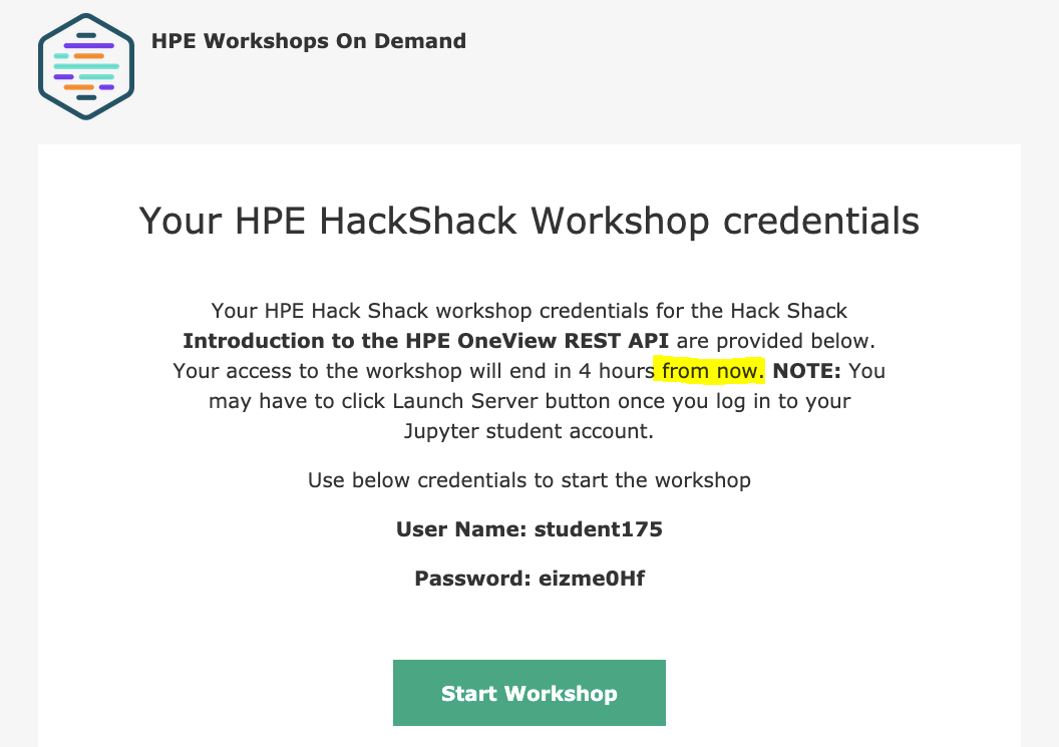 HPE Workshops On Demand
Your HPE HackShack Workshop credentials
Your HPE Hack Shack workshop credentials for the Hack Shack
Introduction to the HPE OneView REST API are provided below.
Your access to the workshop will end in 4 hours from now. NOTE: You
may have to click Launch Server button once you log in to your
Jupyter student account.
Use below credentials to start the workshop
User Name: student175
Password: eizme0Hf
Start Workshop